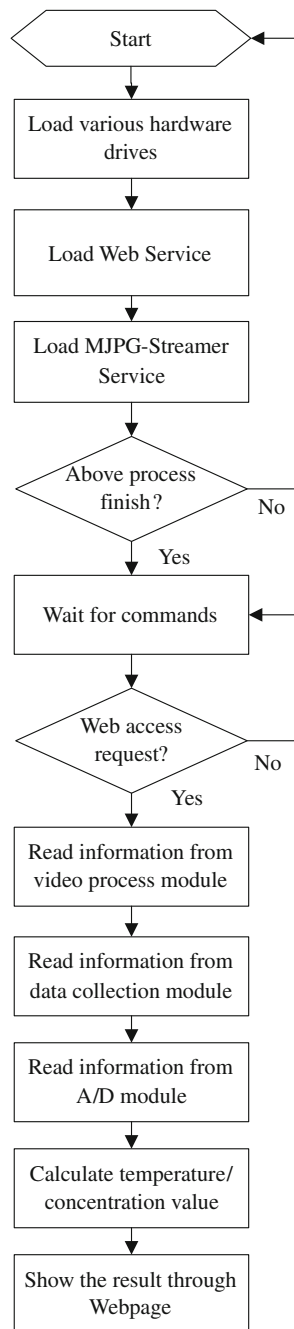 Start
Load various hardware
drives
Load Web Service
Load MJPG-Streamer
Service
Above process
finish?
No
Yes
Wait for commands
Web access
request?
No
Yes
Read information from
video process module
Read information from
data collection module
Read information from
A/D module
Calculate temperature/
concentration value
Show the result through
Webpage